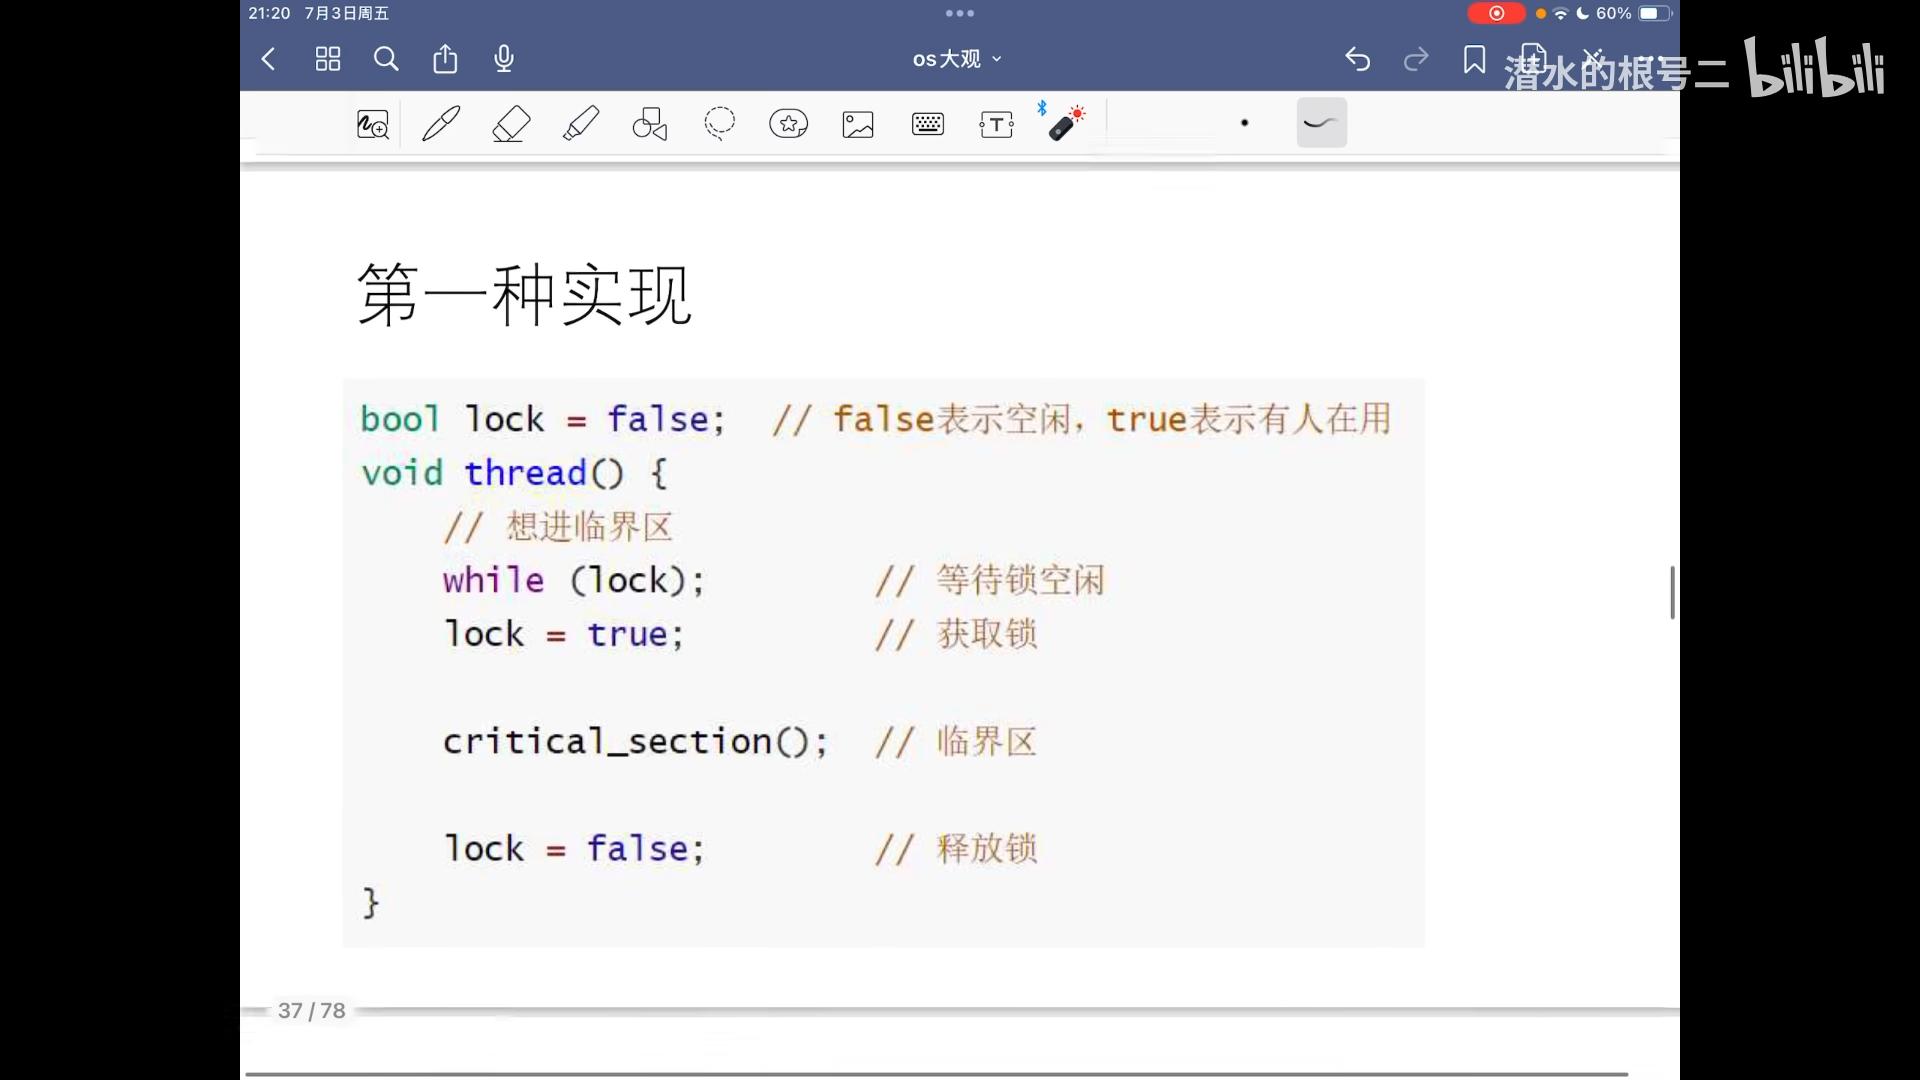 21:20 7月3日周五
60%
os大观
潜水的根号二 bilibili
T
第一种实现
bool lock = false; // false表示空闲，true表示有人在用
void thread() {
// 想进临界区
while (lock); // 等待锁空闲
lock = true; // 获取锁
critical_section(); // 临界区
lock = false; // 释放锁
}
37 / 78